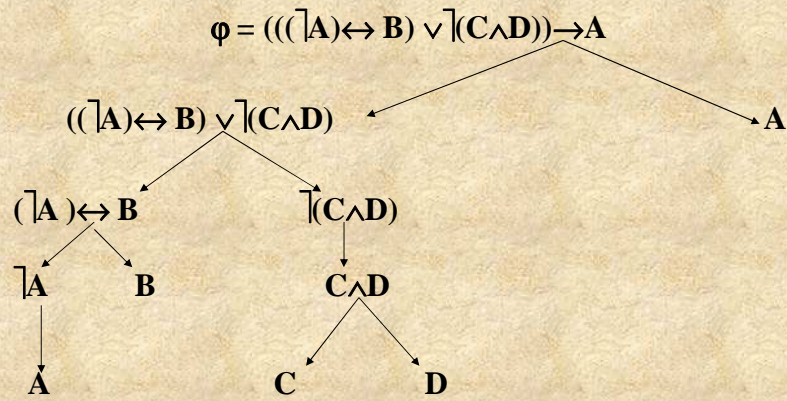 φ = (((⌉A)↔ B) ∨⌉(C∧D))→A
((⌉A)↔ B) ∨⌉(C∧D) A
(⌉A )↔ B ⌉(C∧D)
⌉A B C∧D
A C D